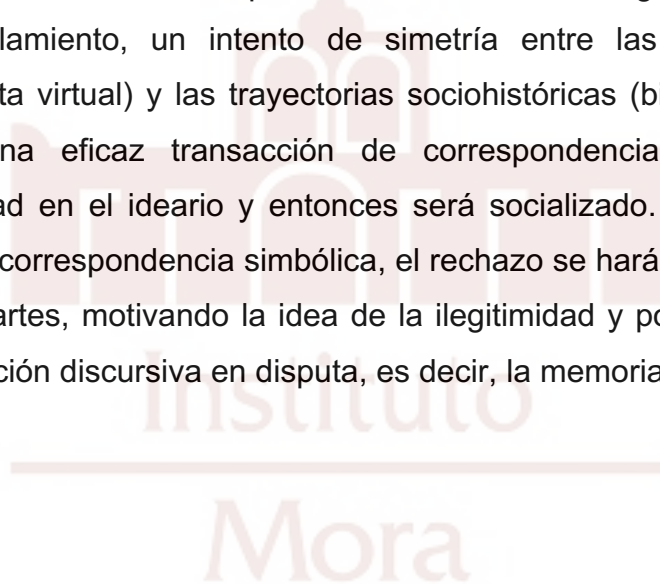 lamiento, un intento de simetría entre las
ta virtual) y las trayectorias sociohistóricas (bi
na eficaz transacción de correspondencia
ad en el ideario y entonces será socializado.
correspondencia simbólica, el rechazo se hará
artes, motivando la idea de la ilegitimidad y po
ción discursiva en disputa, es decir, la memoria
Instituto
Mora